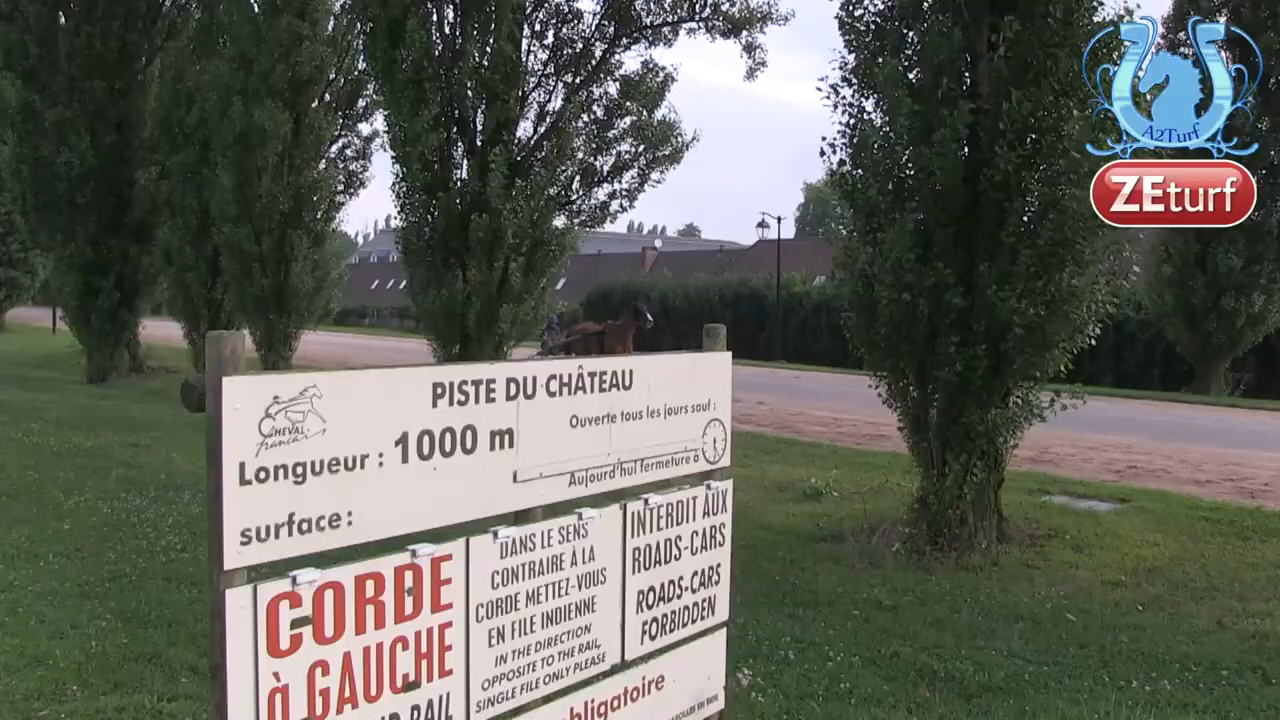 A2Turf
ZEturf
PISTE DU CHÂTEAU
CHEVAL
français
Longueur : 1000 m
Ouverte tous les jours sauf :
Aujourd'hui fermeture à
surface :
CORDE
à GAUCHE
RAIL
DANS LE SENS
CONTRAIRE À LA
CORDE METTEZ-VOUS
EN FILE INDIENNE
IN THE DIRECTION
OPPOSITE TO THE RAIL,
SINGLE FILE ONLY PLEASE
INTERDIT AUX
ROADS-CARS
ROADS-CARS
FORBIDDEN
obligatoire